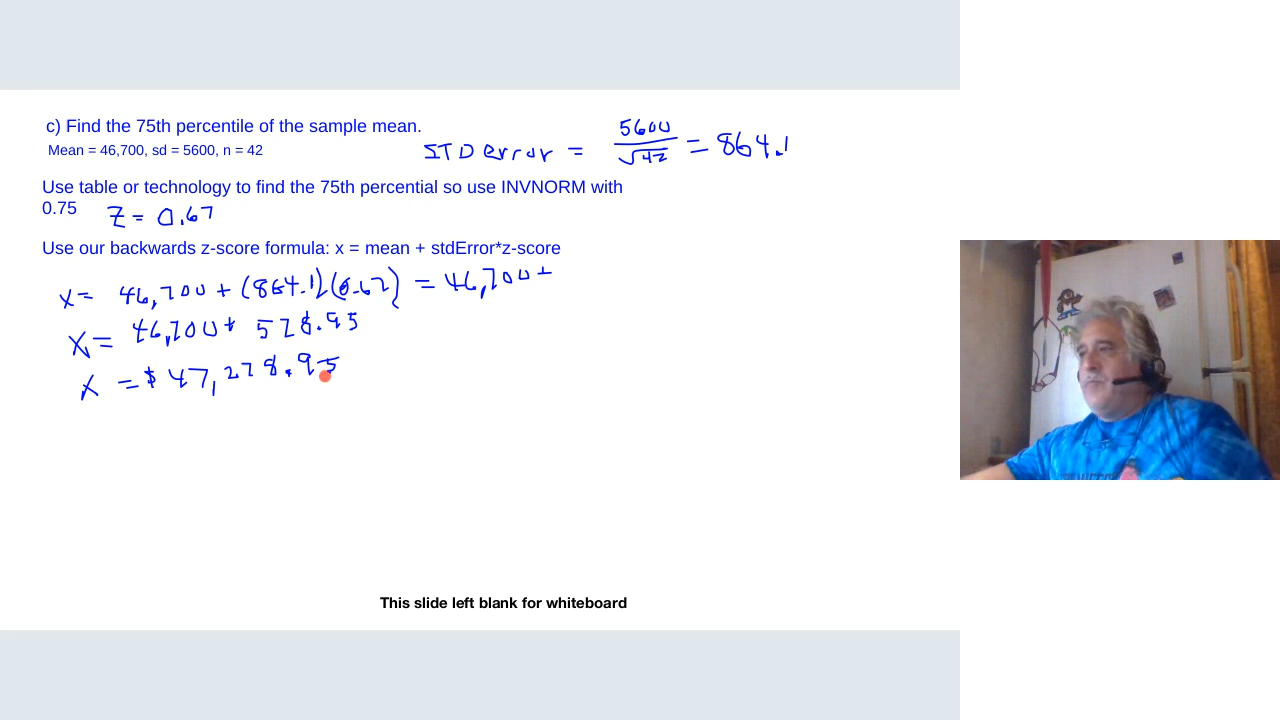 c) Find the 75th percentile of the sample mean.
Mean = 46,700, sd = 5600, n = 42
STD error = 5600 / √42 = 864.1
Use table or technology to find the 75th percential so use INVNORM with
0.75 Z = 0.67
Use our backwards z-score formula: x = mean + stdError*z-score
x = 46,700 + (864.1)(0.67) = 46,700 +
x = 46,700 + 578.95
x = $47,278.95
This slide left blank for whiteboard